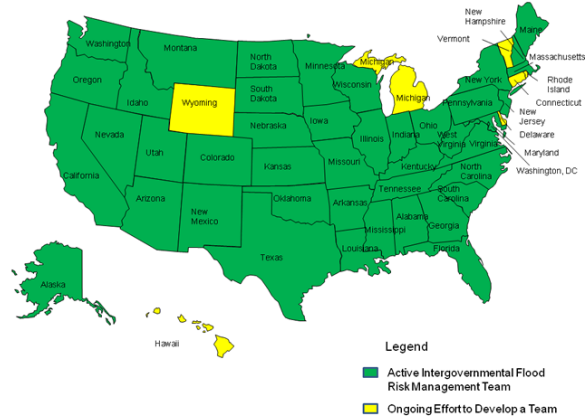 New
Hampshire
Vermont
Maine
Massachusetts
Rhode
Island
Connecticut
New
Jersey
Delaware
Maryland
Washington, DC
Washington
Montana
North
Dakota
Minnesota
Michigan
Oregon
Idaho
Wyoming
South
Dakota
Wisconsin
Michigan
New York
Pennsylvania
Nevada
Utah
Colorado
Nebraska
Iowa
Illinois
Indiana
Ohio
West
Virginia
Virginia
California
Kansas
Missouri
Kentucky
North
Carolina
Arizona
New
Mexico
Oklahoma
Arkansas
Tennessee
South
Carolina
Texas
Louisiana
Mississippi
Alabama
Georgia
Florida
Alaska
Hawaii
Legend
Active Intergovernmental Flood
Risk Management Team
Ongoing Effort to Develop a Team